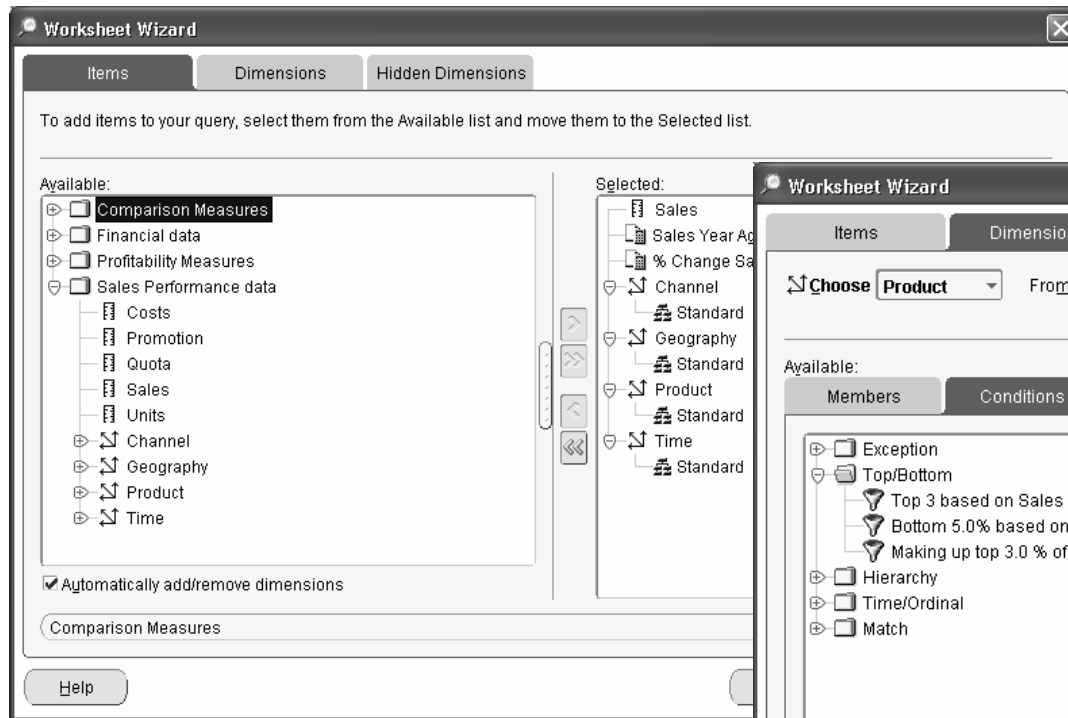 Worksheet Wizard
Items
Dimensions
Hidden Dimensions
To add items to your query, select them from the Available list and move them to the Selected list.
Available:
Comparison Measures
Financial data
Profitability Measures
Sales Performance data
Costs
Promotion
Quota
Sales
Units
Channel
Geography
Product
Time
Automatically add/remove dimensions
Comparison Measures
Help
Selected:
Sales
Sales Year Ag
% Change Sa
Channel
Standard
Geography
Standard
Product
Standard
Time
Standard
Worksheet Wizard
Items
Dimensio
Choose Product From
Available:
Members
Conditions
Exception
Top/Bottom
Top 3 based on Sales
Bottom 5.0% based on
Making up top 3.0 % of
Hierarchy
Time/Ordinal
Match